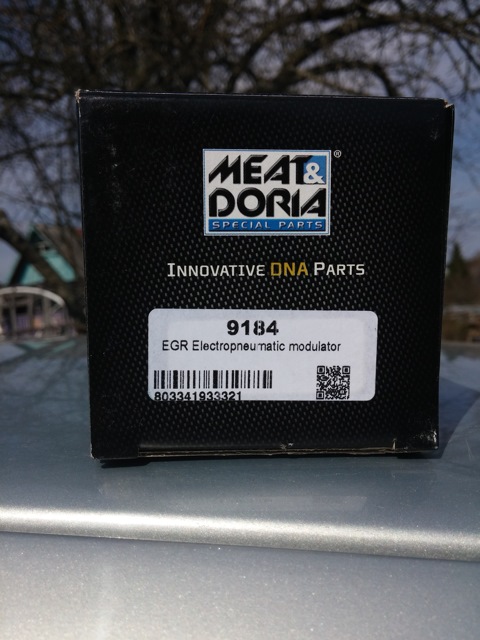 MEAT&
DORIA
®
SPECIAL PARTS
INNOVATIVE DNA PARTS
9184
EGR Electropneumatic modulator
803341933321